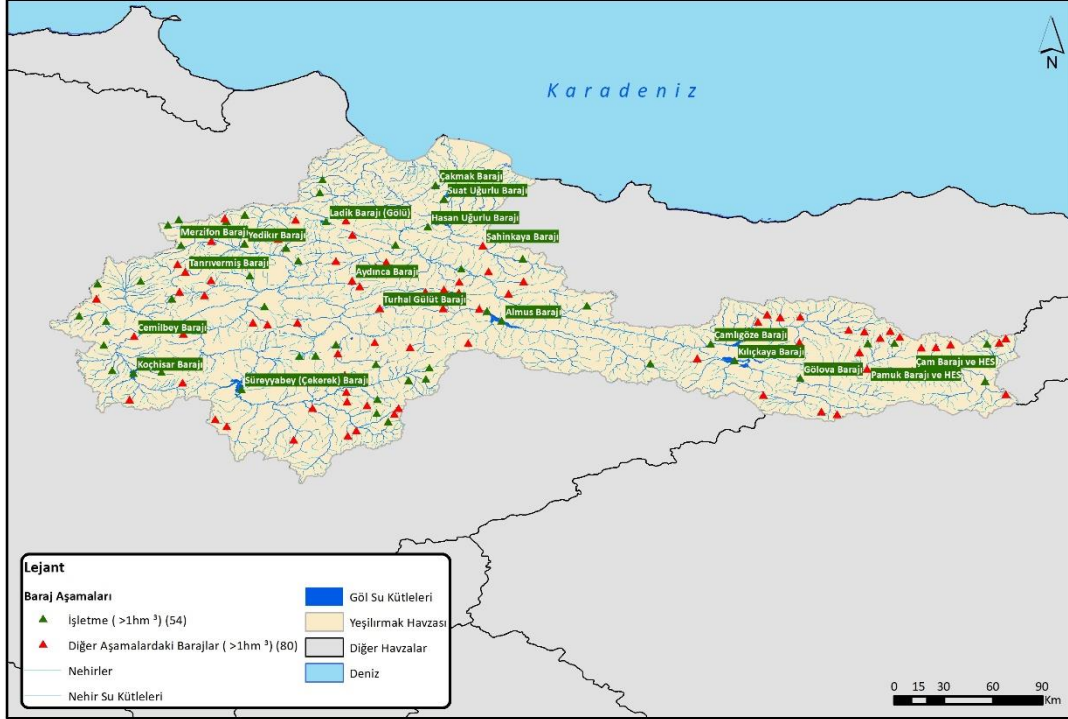 N
Karadeniz
Çakmak Barajı
Suat Uğurlu Barajı
Ladik Barajı (Gölü)
Hasan Uğurlu Barajı
Merzifon Barajı
Yedikır Barajı
Şahinkaya Barajı
Tanrıvermiş Barajı
Aydınca Barajı
Turhal Gülüt Barajı
Almus Barajı
Cemilbey Barajı
Çamlıgöze Barajı
Kılıçkaya Barajı
Koçhisar Barajı
Gölova Barajı
Çam Barajı ve HES
Pamuk Barajı ve HES
Süreyyabey (Çekerek) Barajı
Lejant
Baraj Aşamaları
İşletme ( >1hm ³) (54)
Diğer Aşamalardaki Barajlar ( >1hm ³) (80)
Nehirler
Nehir Su Kütleleri
Göl Su Kütleleri
Yeşilırmak Havzası
Diğer Havzalar
Deniz
0 15 30 60 90
Km